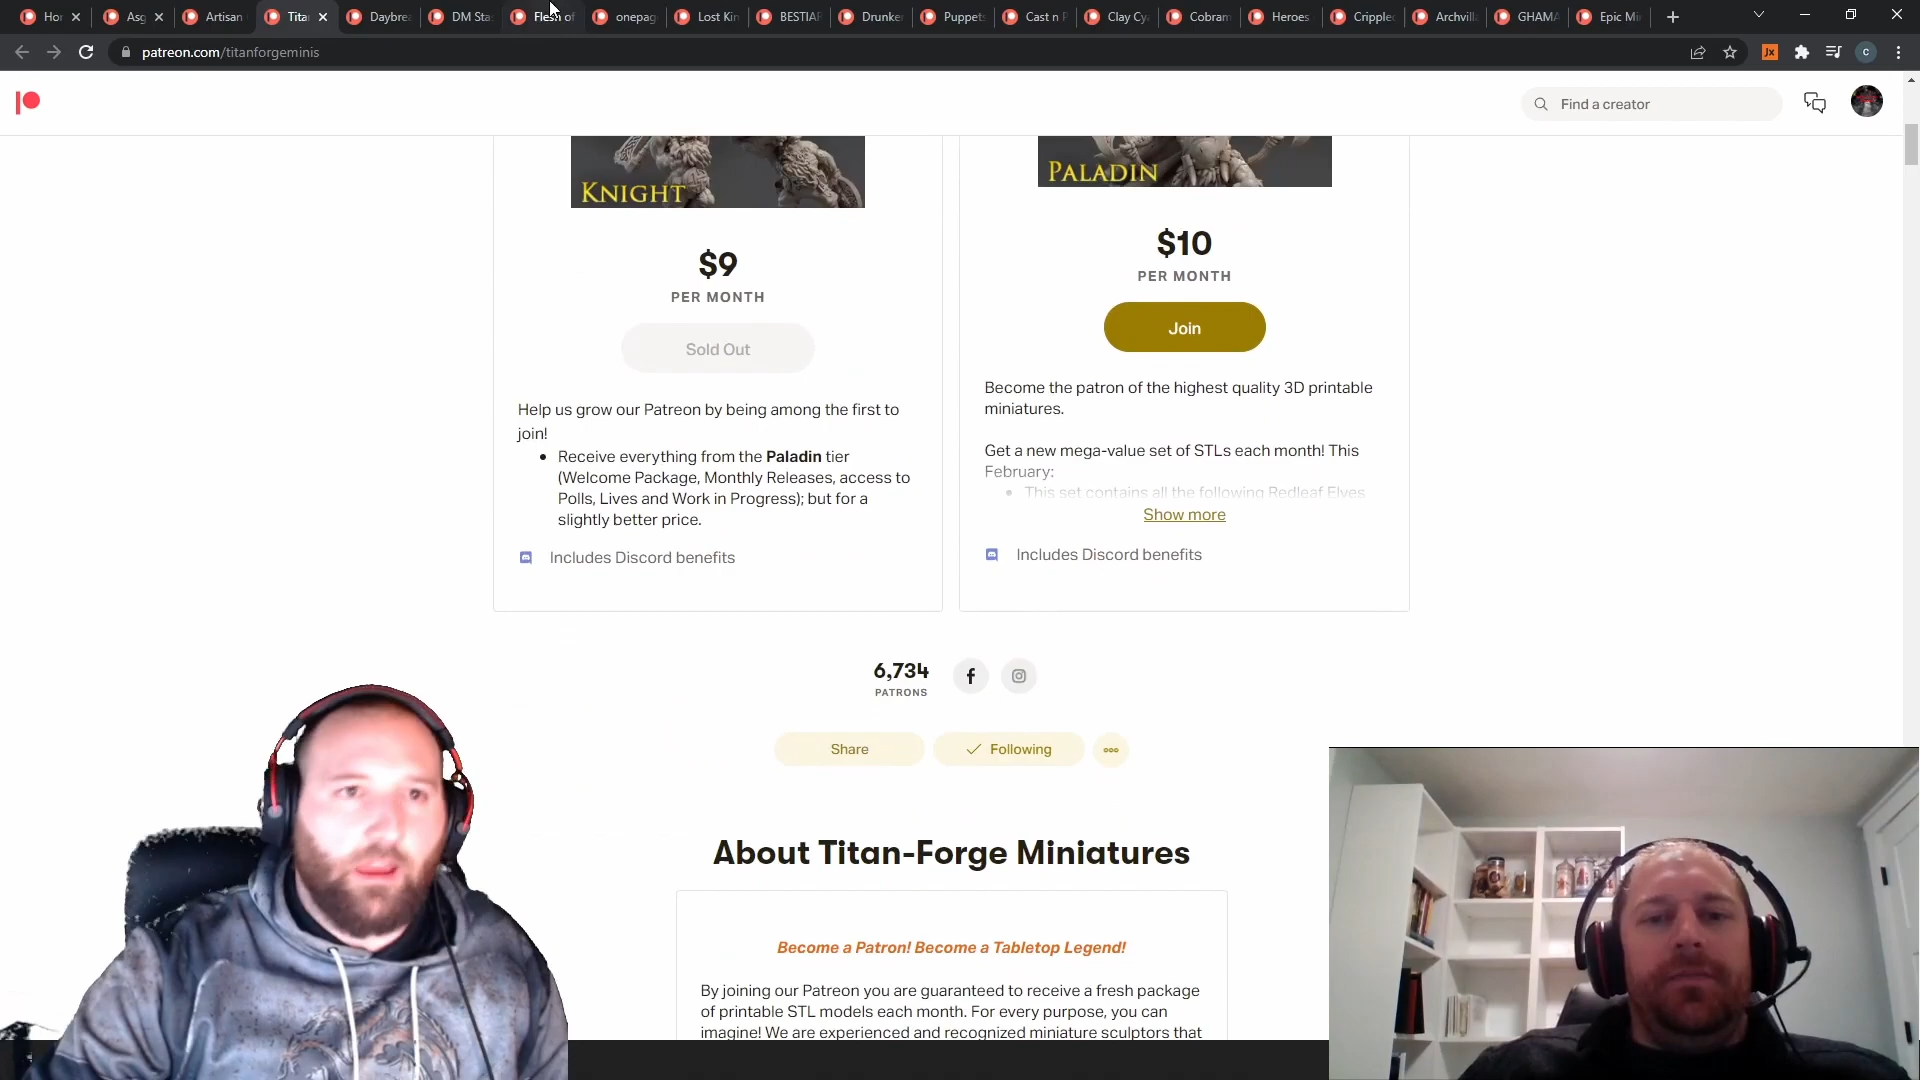 Hor
Asg
Artisan
Titar
Daybrea
DM Sta
Flesh of
onepag
Lost Kin
BESTIAR
Drunke
Puppets
Cast n P
Clay Cya
Cobram
Heroes
Cripple
Archvilla
GHAMA
Epic Mi
patreon.com/titanforgeminis
Jx
C
Find a creator
KNIGHT
PALADIN
$9
PER MONTH
Sold Out
Help us grow our Patreon by being among the first to
join!
• Receive everything from the Paladin tier
(Welcome Package, Monthly Releases, access to
Polls, Lives and Work in Progress); but for a
slightly better price.
Includes Discord benefits
$10
PER MONTH
Join
Become the patron of the highest quality 3D printable
miniatures.
Get a new mega-value set of STLs each month! This
February:
• This set contains all the following Redleaf Elves
Show more
Includes Discord benefits
6,734
PATRONS
Share
Following
About Titan-Forge Miniatures
Become a Patron! Become a Tabletop Legend!
By joining our Patreon you are guaranteed to receive a fresh package
of printable STL models each month. For every purpose, you can
imagine! We are experienced and recognized miniature sculptors that